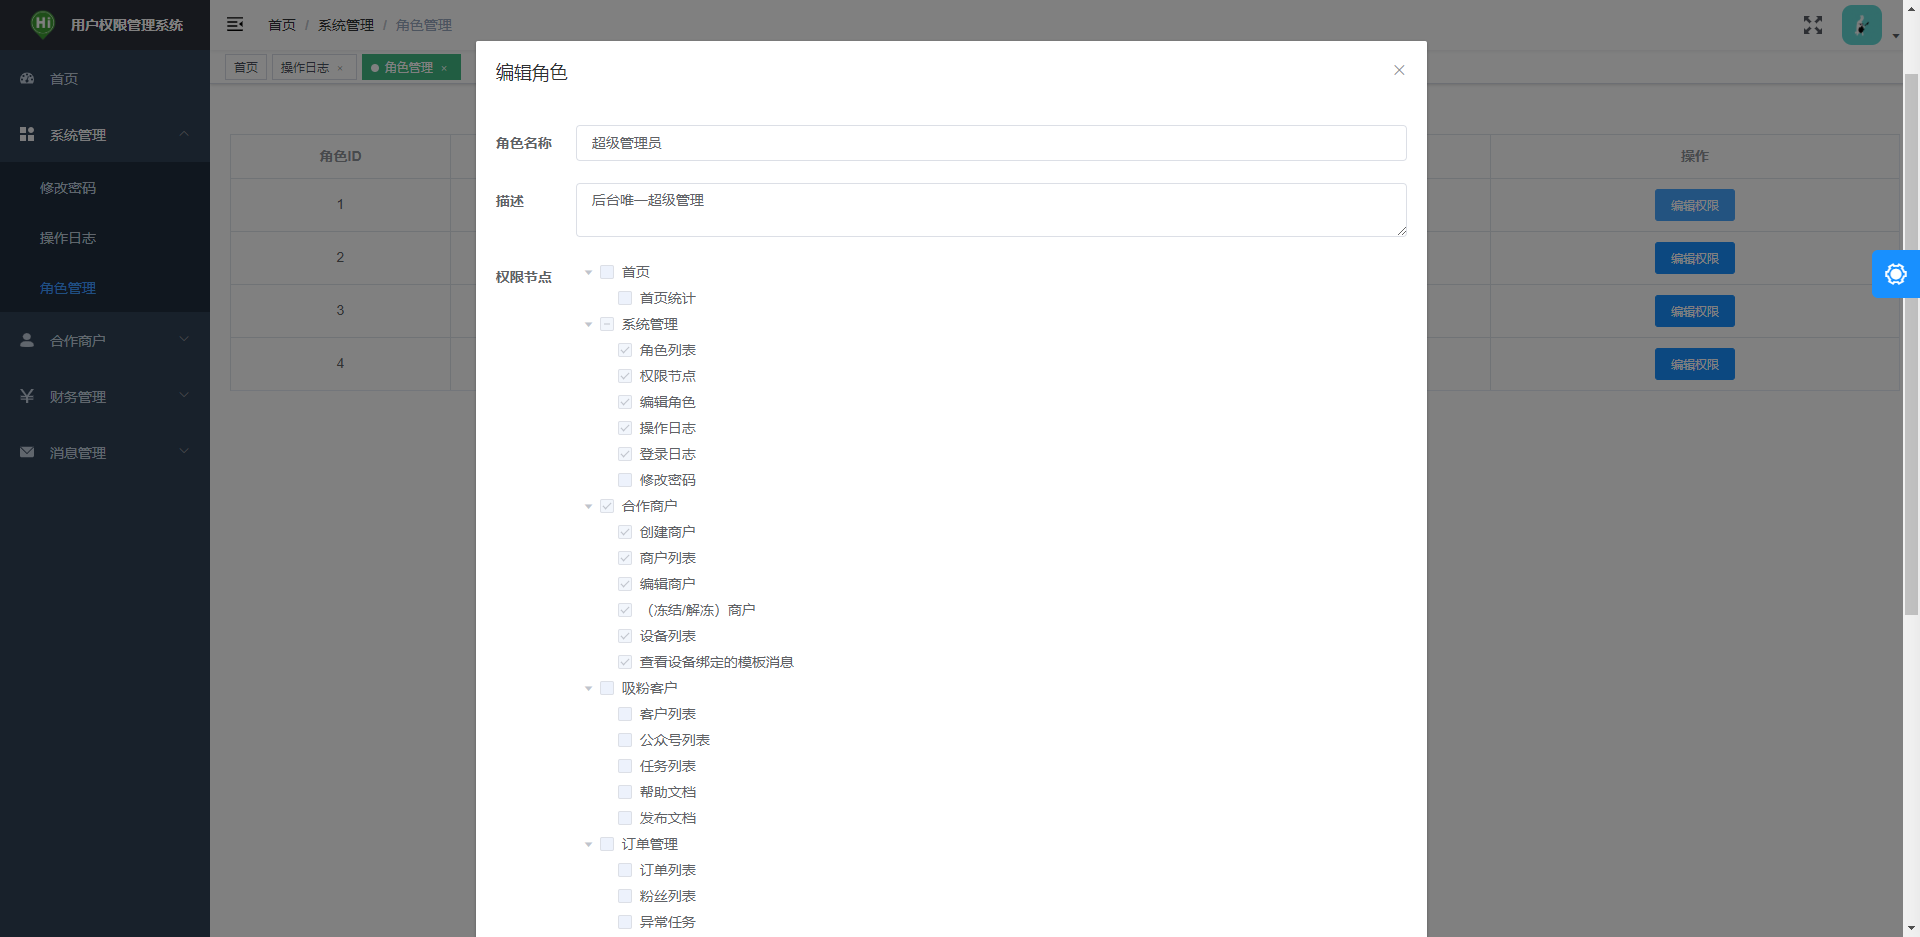 Hi 用户权限管理系统
首页 / 系统管理 / 角色管理
首页 操作日志 × 角色管理 ×
首页
系统管理
修改密码
操作日志
角色管理
合作商户
财务管理
消息管理
角色ID 操作
1 编辑权限
2 编辑权限
3 编辑权限
4 编辑权限
编辑角色
角色名称 超级管理员
描述 后台唯一超级管理
权限节点
首页
首页统计
系统管理
角色列表
权限节点
编辑角色
操作日志
登录日志
修改密码
合作商户
创建商户
商户列表
编辑商户
（冻结/解冻）商户
设备列表
查看设备绑定的模板消息
吸粉客户
客户列表
公众号列表
任务列表
帮助文档
发布文档
订单管理
订单列表
粉丝列表
异常任务